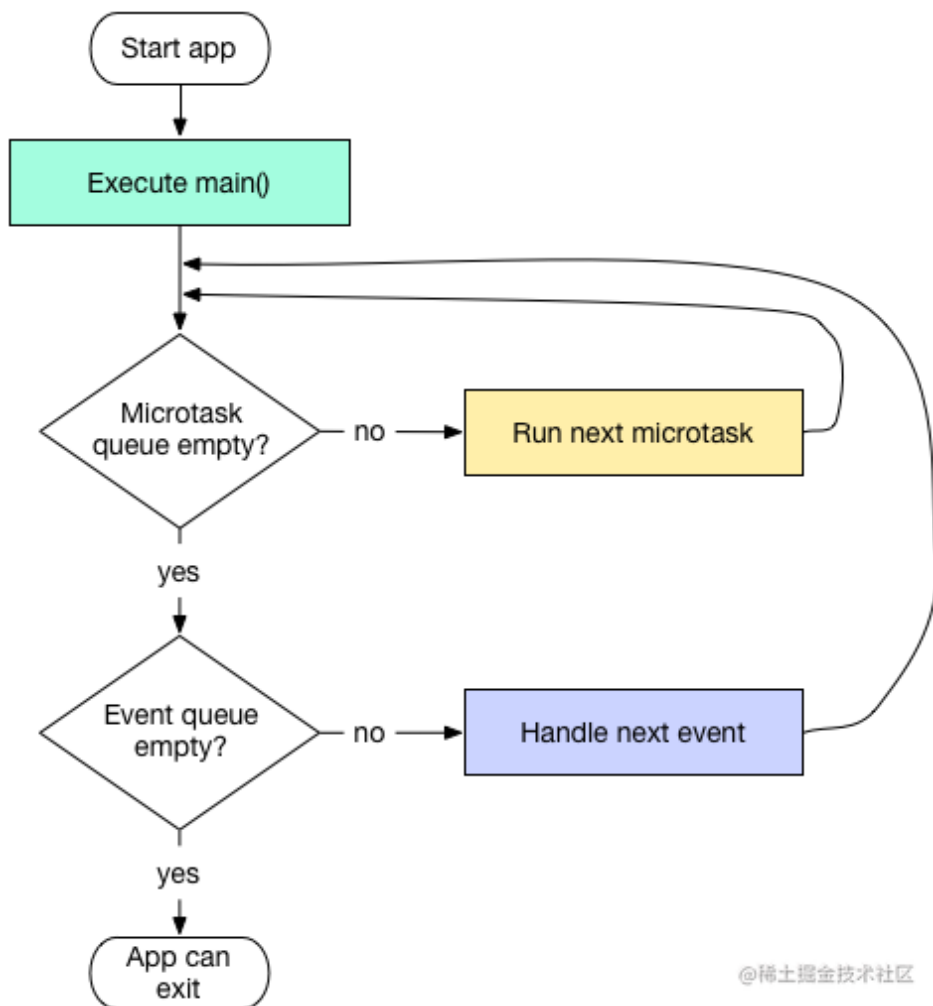 Start app
Execute main()
Microtask
queue empty?
no
Run next microtask
yes
Event queue
empty?
no
Handle next event
yes
App can
exit
@稀土掘金技术社区